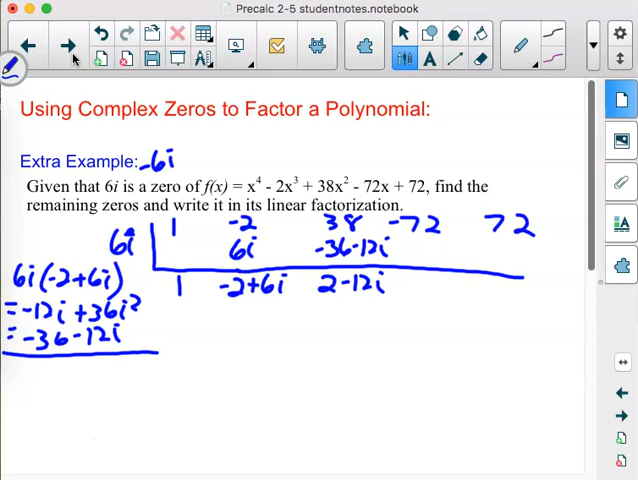 Precalc 2-5 studentnotes.notebook
Using Complex Zeros to Factor a Polynomial:
Extra Example: -6i
Given that 6i is a zero of f(x) = x⁴ - 2x³ + 38x² - 72x + 72, find the
remaining zeros and write it in its linear factorization.
6i 1 -2 38 -72 72
6i -36-12i
1 -2+6i 2-12i
6i(-2+6i)
= -12i + 36i²
= -36-12i